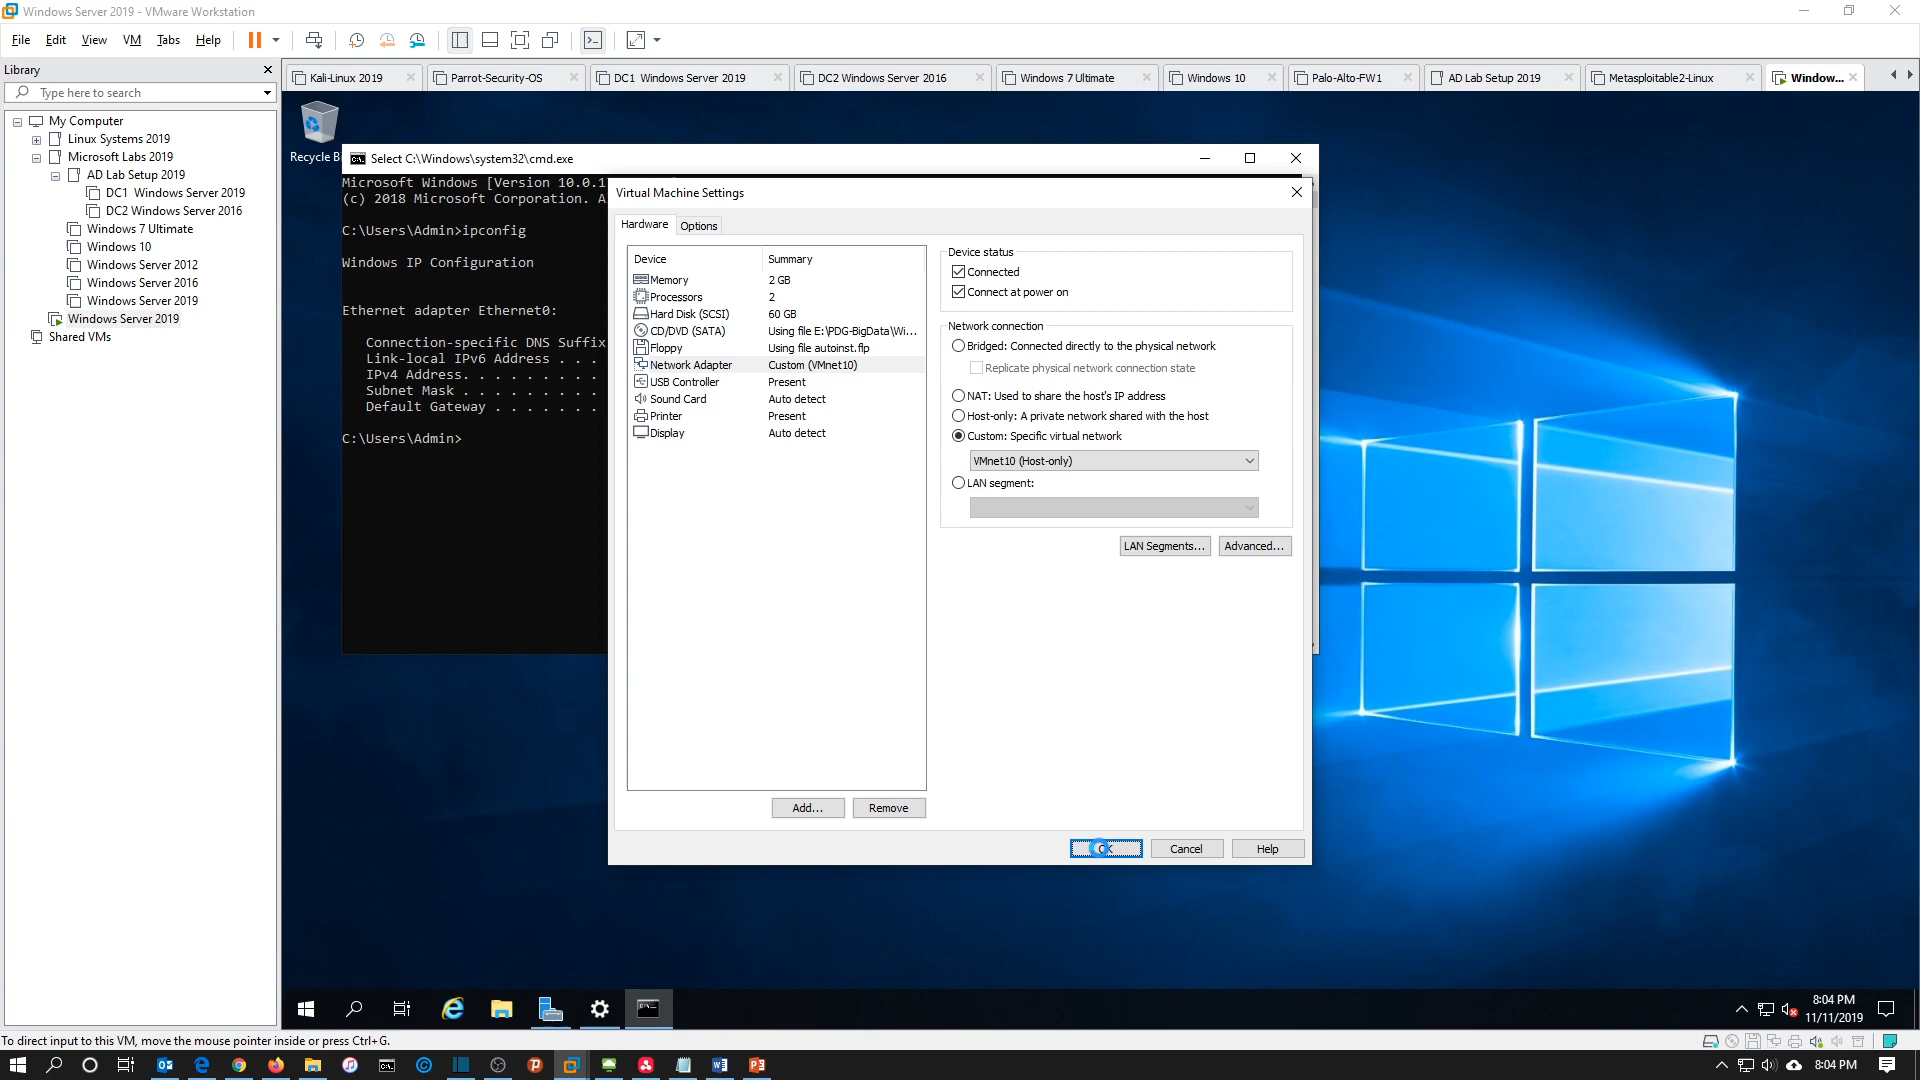 Windows Server 2019 - VMware Workstation
File Edit View VM Tabs Help
Library
Type here to search
Kali-Linux 2019
Parrot-Security-OS
DC1 Windows Server 2019
DC2 Windows Server 2016
Windows 7 Ultimate
Windows 10
Palo-Alto-FW1
AD Lab Setup 2019
Metasploitable2-Linux
Window...
My Computer
Linux Systems 2019
Microsoft Labs 2019
AD Lab Setup 2019
DC1 Windows Server 2019
DC2 Windows Server 2016
Windows 7 Ultimate
Windows 10
Windows Server 2012
Windows Server 2016
Windows Server 2019
Windows Server 2019
Shared VMs
Recycle B
Select C:\Windows\system32\cmd.exe
Microsoft Windows [Version 10.0.1
(c) 2018 Microsoft Corporation. A
C:\Users\Admin>ipconfig
Windows IP Configuration
Ethernet adapter Ethernet0:
Connection-specific DNS Suffix
Link-local IPv6 Address . . .
IPv4 Address. . . . . . . . .
Subnet Mask . . . . . . . . .
Default Gateway . . . . . . .
C:\Users\Admin>
Virtual Machine Settings
Hardware Options
Device Summary
Memory 2 GB
Processors 2
Hard Disk (SCSI) 60 GB
CD/DVD (SATA) Using file E:\PDG-BigData\Wi...
Floppy Using file autoinst.flp
Network Adapter Custom (VMnet10)
USB Controller Present
Sound Card Auto detect
Printer Present
Display Auto detect
Add... Remove
Device status
Connected
Connect at power on
Network connection
Bridged: Connected directly to the physical network
Replicate physical network connection state
NAT: Used to share the host's IP address
Host-only: A private network shared with the host
Custom: Specific virtual network
VMnet10 (Host-only)
LAN segment:
LAN Segments... Advanced...
OK Cancel Help
8:04 PM
11/11/2019
To direct input to this VM, move the mouse pointer inside or press Ctrl+G.
8:04 PM